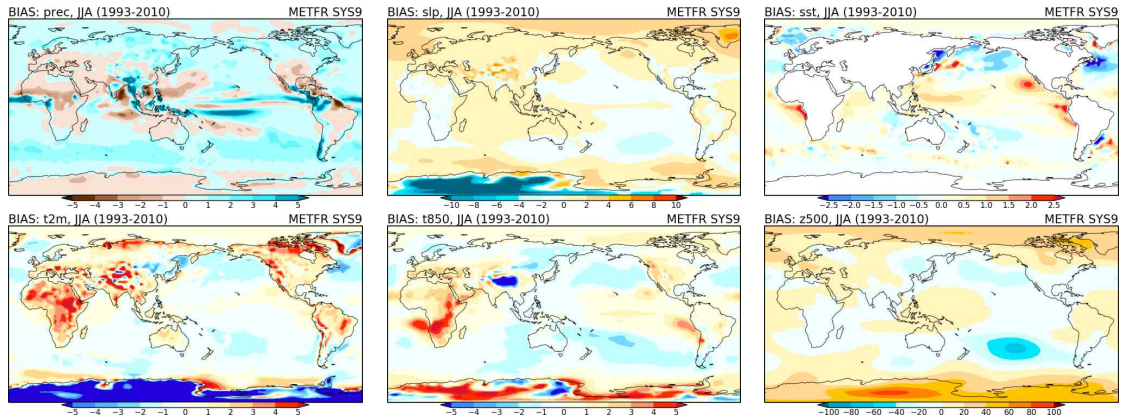 BIAS: prec, JJA (1993-2010) METFR SYS9
−5 −4 −3 −2 −1 0 1 2 3 4 5
BIAS: slp, JJA (1993-2010) METFR SYS9
−10 −8 −6 −4 −2 0 2 4 6 8 10
BIAS: sst, JJA (1993-2010) METFR SYS9
−2.5 −2.0 −1.5 −1.0 −0.5 0.0 0.5 1.0 1.5 2.0 2.5
BIAS: t2m, JJA (1993-2010) METFR SYS9
−5 −4 −3 −2 −1 0 1 2 3 4 5
BIAS: t850, JJA (1993-2010) METFR SYS9
−5 −4 −3 −2 −1 0 1 2 3 4 5
BIAS: z500, JJA (1993-2010) METFR SYS9
−100 −80 −60 −40 −20 0 20 40 60 80 100